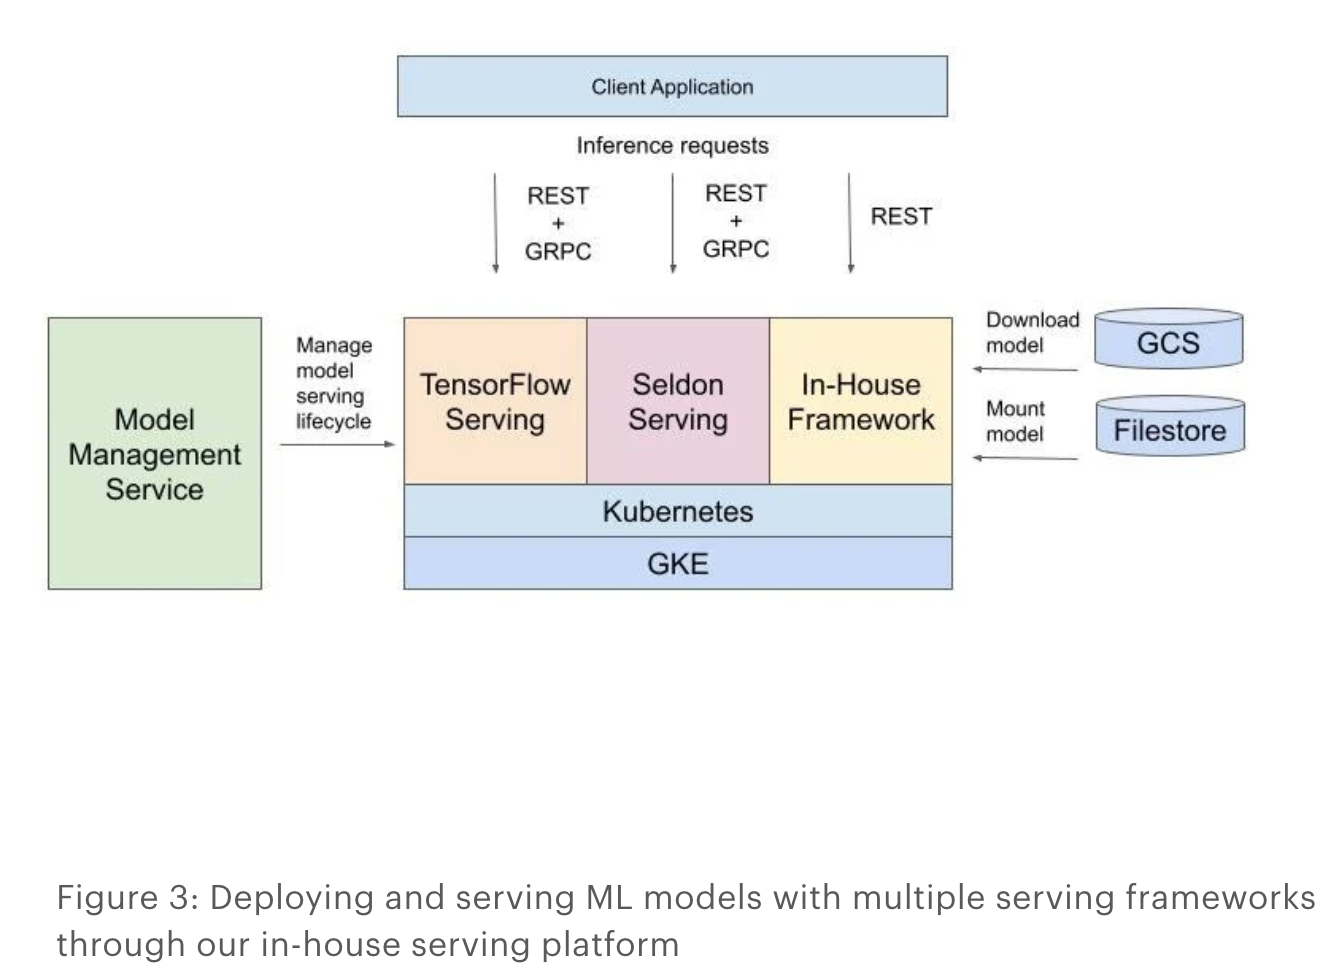 Client Application
Inference requests
REST
+
GRPC
REST
+
GRPC
REST
Model
Management
Service
Manage
model
serving
lifecycle
TensorFlow
Serving
Seldon
Serving
In-House
Framework
Kubernetes
GKE
Download
model
GCS
Mount
model
Filestore
Figure 3: Deploying and serving ML models with multiple serving frameworks
through our in-house serving platform